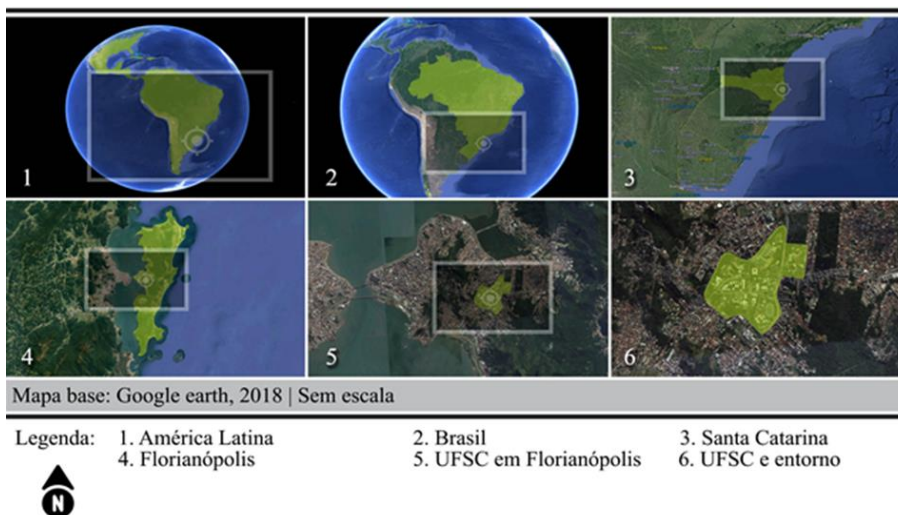 1
2
3
4
5
6
Mapa base: Google earth, 2018 | Sem escala
Legenda: 1. América Latina 2. Brasil 3. Santa Catarina
4. Florianópolis 5. UFSC em Florianópolis 6. UFSC e entorno
N